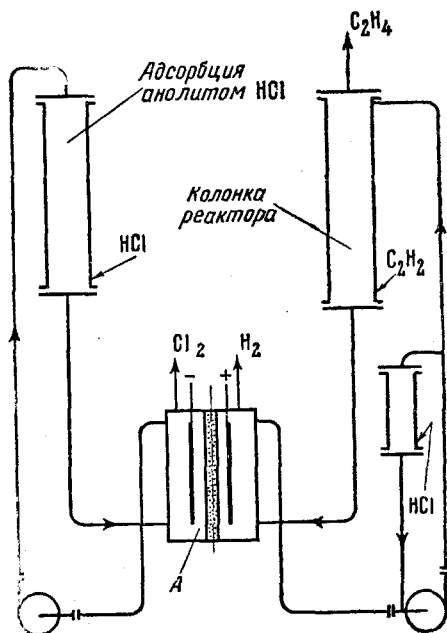 C₂H₄
Адсорбция
анолитом HCl
Колонка
реактора
HCl
C₂H₂
Cl₂
H₂
−
+
HCl
А